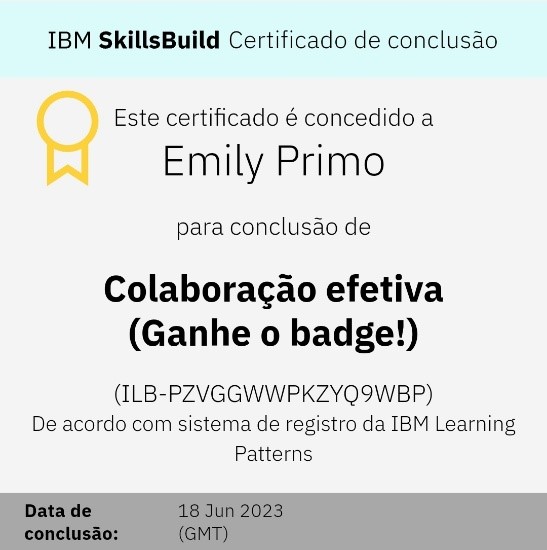 IBM SkillsBuild Certificado de conclusão
Este certificado é concedido a
Emily Primo
para conclusão de
Colaboração efetiva
(Ganhe o badge!)
(ILB-PZVGGWWPKZYQ9WBP)
De acordo com sistema de registro da IBM Learning
Patterns
Data de
conclusão:
18 Jun 2023
(GMT)